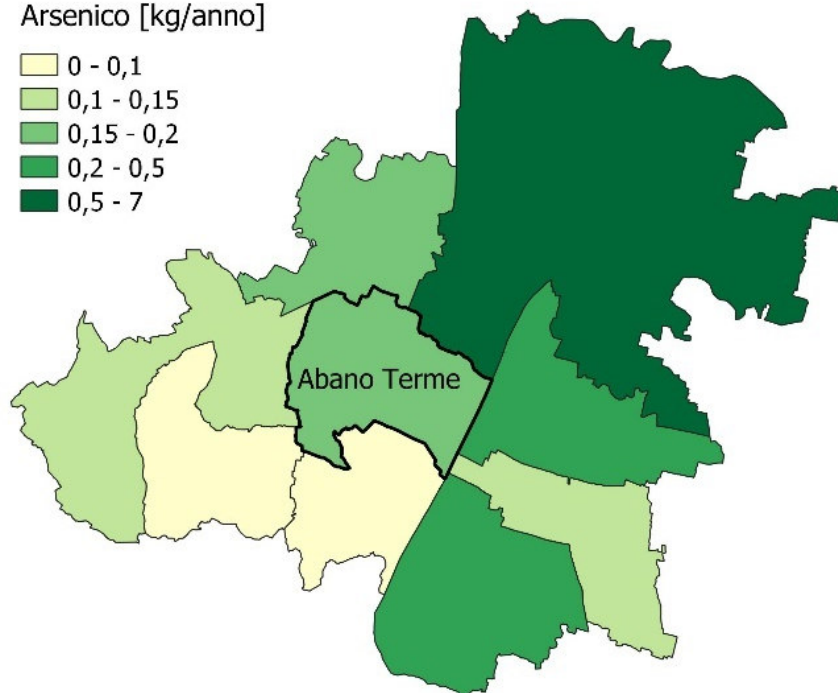 Arsenico [kg/anno]
0 - 0,1
0,1 - 0,15
0,15 - 0,2
0,2 - 0,5
0,5 - 7
Abano Terme